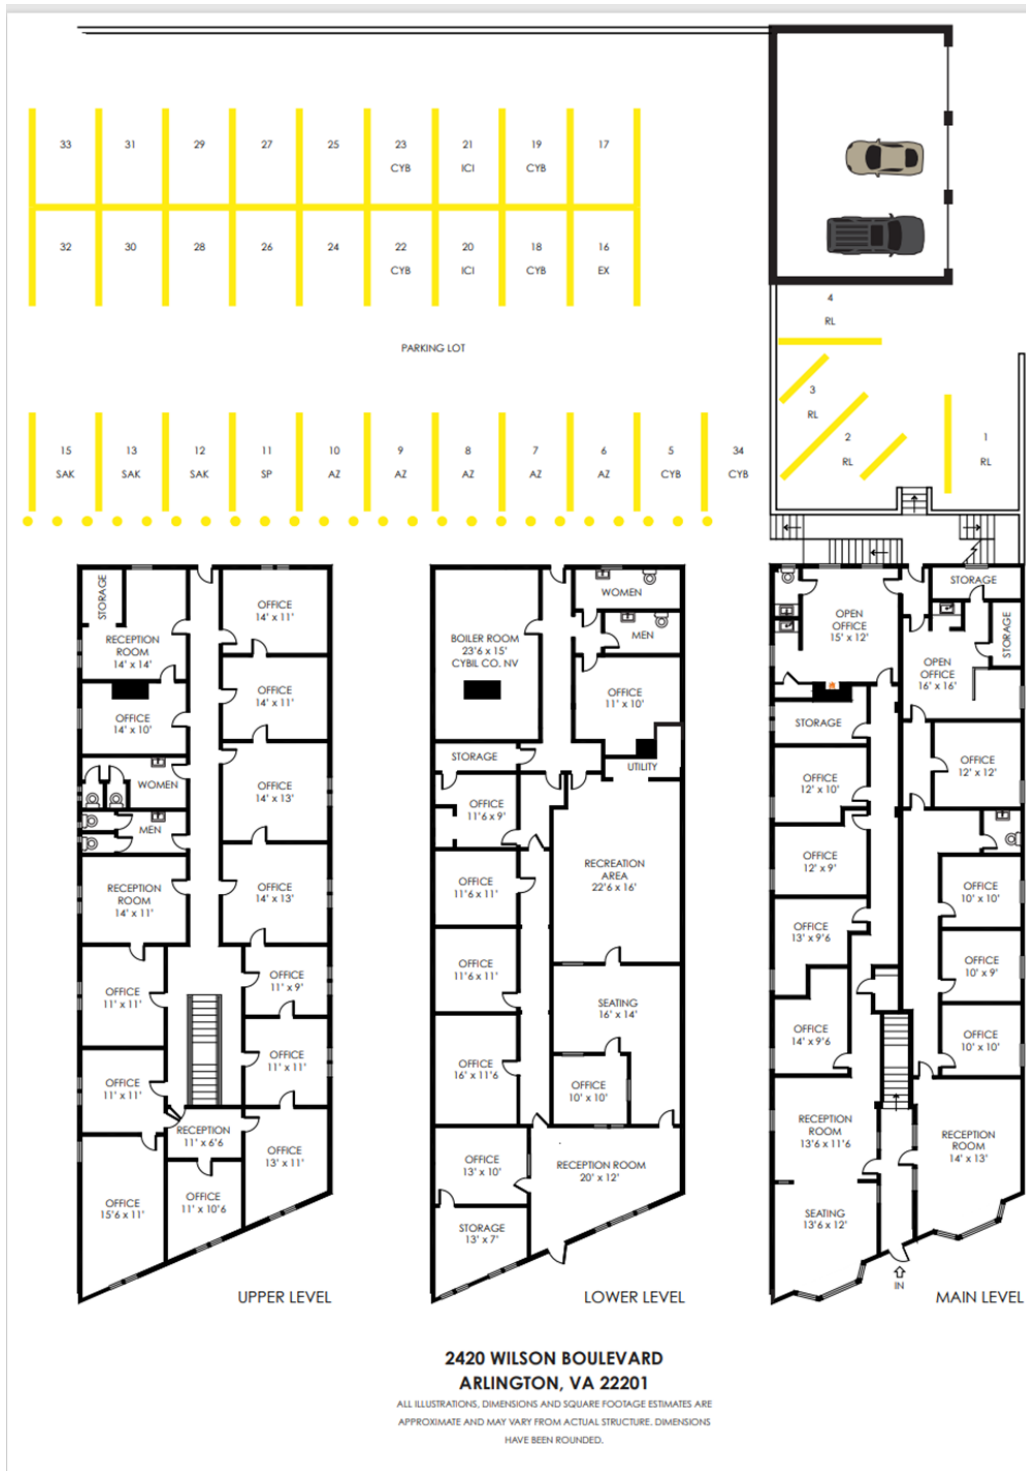 33
31
29
27
25
23
CYB
21
ICI
19
CYB
17
32
30
28
26
24
22
CYB
20
ICI
18
CYB
16
EX
PARKING LOT
4
RL
3
RL
2
RL
1
RL
15
SAK
13
SAK
12
SAK
11
SP
10
AZ
9
AZ
8
AZ
7
AZ
6
AZ
5
CYB
34
CYB
STORAGE
RECEPTION
ROOM
14' x 14'
OFFICE
14' x 11'
OFFICE
14' x 10'
OFFICE
14' x 11'
WOMEN
OFFICE
14' x 13'
MEN
RECEPTION
ROOM
14' x 11'
OFFICE
14' x 13'
OFFICE
11' x 11'
OFFICE
11' x 9'
OFFICE
11' x 11'
OFFICE
11' x 11'
RECEPTION
11' x 6'6
OFFICE
13' x 11'
OFFICE
15'6 x 11'
OFFICE
11' x 10'6
UPPER LEVEL
BOILER ROOM
23'6 x 15'
CYBIL CO. NV
WOMEN
MEN
OFFICE
11' x 10'
STORAGE
UTILITY
OFFICE
11'6 x 9'
RECREATION
AREA
22'6 x 16'
OFFICE
11'6 x 11'
OFFICE
11'6 x 11'
SEATING
16' x 14'
OFFICE
16' x 11'6
OFFICE
10' x 10'
OFFICE
13' x 10'
RECEPTION ROOM
20' x 12'
STORAGE
13' x 7'
LOWER LEVEL
OPEN
OFFICE
15' x 12'
STORAGE
STORAGE
OPEN
OFFICE
16' x 16'
STORAGE
OFFICE
12' x 10'
OFFICE
12' x 12'
OFFICE
12' x 9'
OFFICE
10' x 10'
OFFICE
13' x 9'6
OFFICE
10' x 9'
OFFICE
14' x 9'6
OFFICE
10' x 10'
RECEPTION
ROOM
13'6 x 11'6
RECEPTION
ROOM
14' x 13'
SEATING
13'6 x 12'
IN
MAIN LEVEL
2420 WILSON BOULEVARD
ARLINGTON, VA 22201
ALL ILLUSTRATIONS, DIMENSIONS AND SQUARE FOOTAGE ESTIMATES ARE
APPROXIMATE AND MAY VARY FROM ACTUAL STRUCTURE. DIMENSIONS
HAVE BEEN ROUNDED.